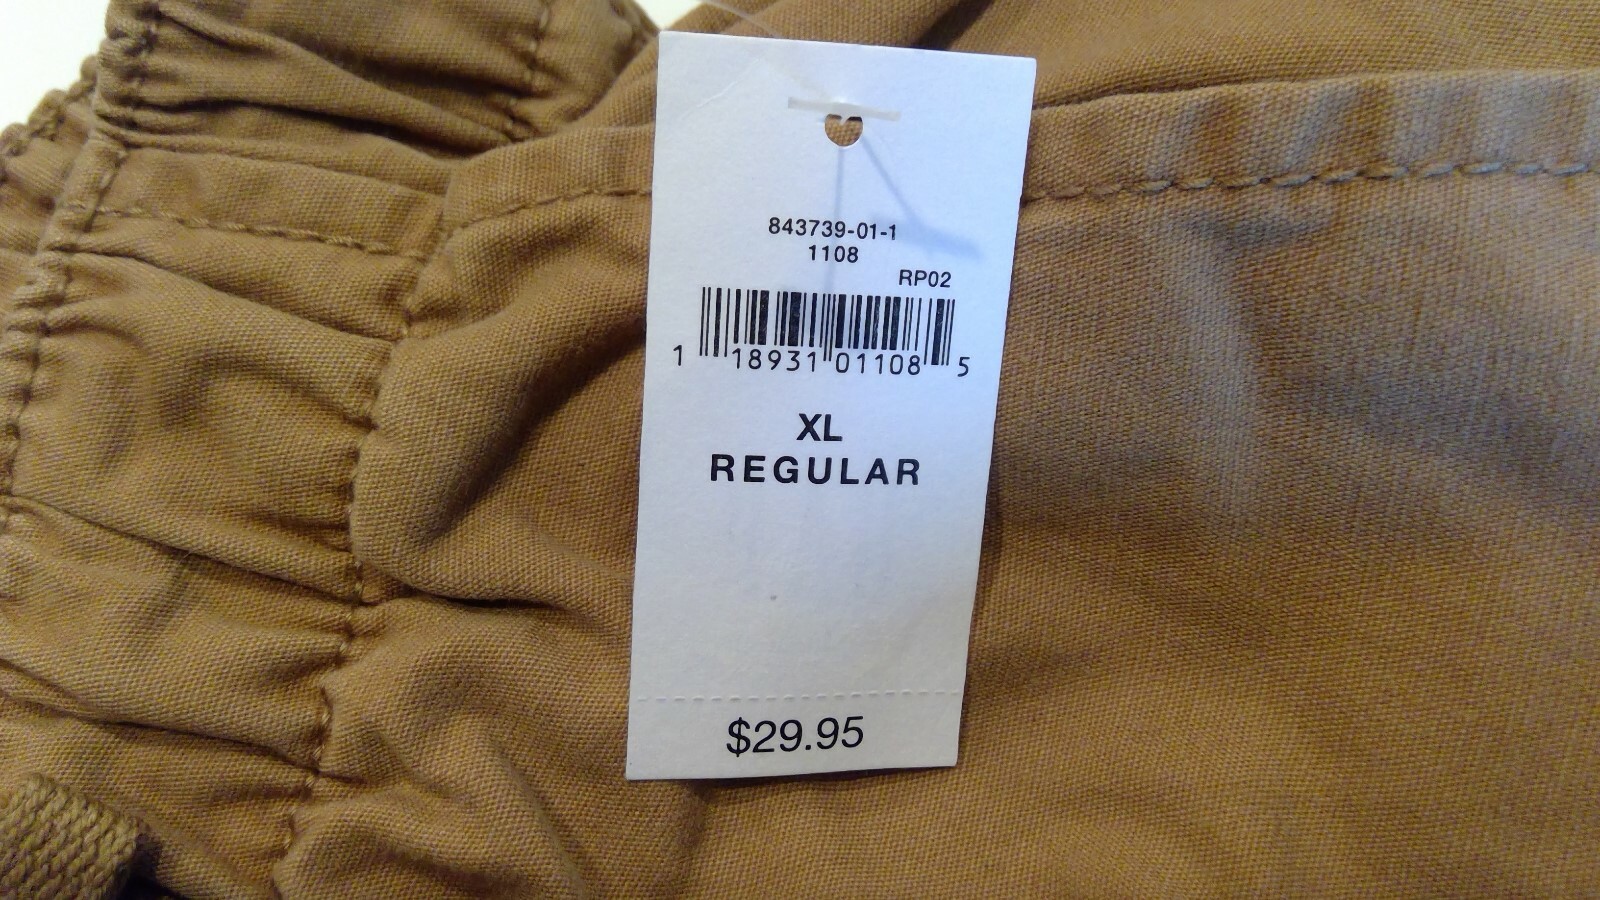 843739-01-1
1108
RP02
1 18931 01108 5
XL
REGULAR
$29.95